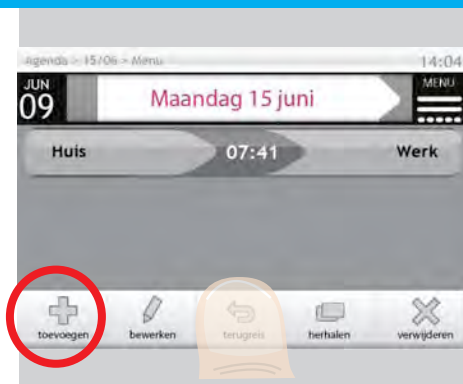 Agenda > 15/06 > Menu 14:04
JUN
09 Maandag 15 juni MENU
Huis 07:41 Werk
toevoegen bewerken terugreis herhalen verwijderen